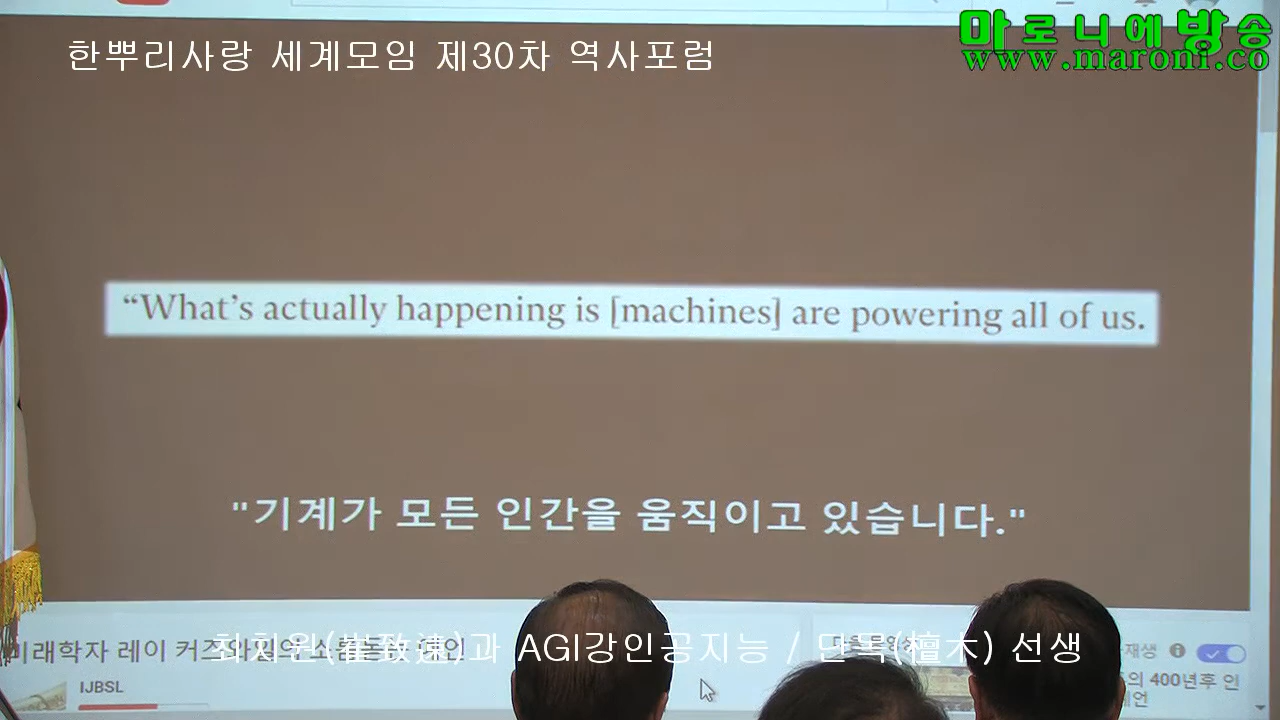 마로니에방송
www.maroni.co
한뿌리사랑 세계모임 제30차 역사포럼
“What’s actually happening is [machines] are powering all of us.
"기계가 모든 인간을 움직이고 있습니다."
미래학자 레이 커즈와일의
최치원(崔致遠)과 AGI강인공지능 / 단목(檀木) 선생
재생
IJBSL
의 400년후 인